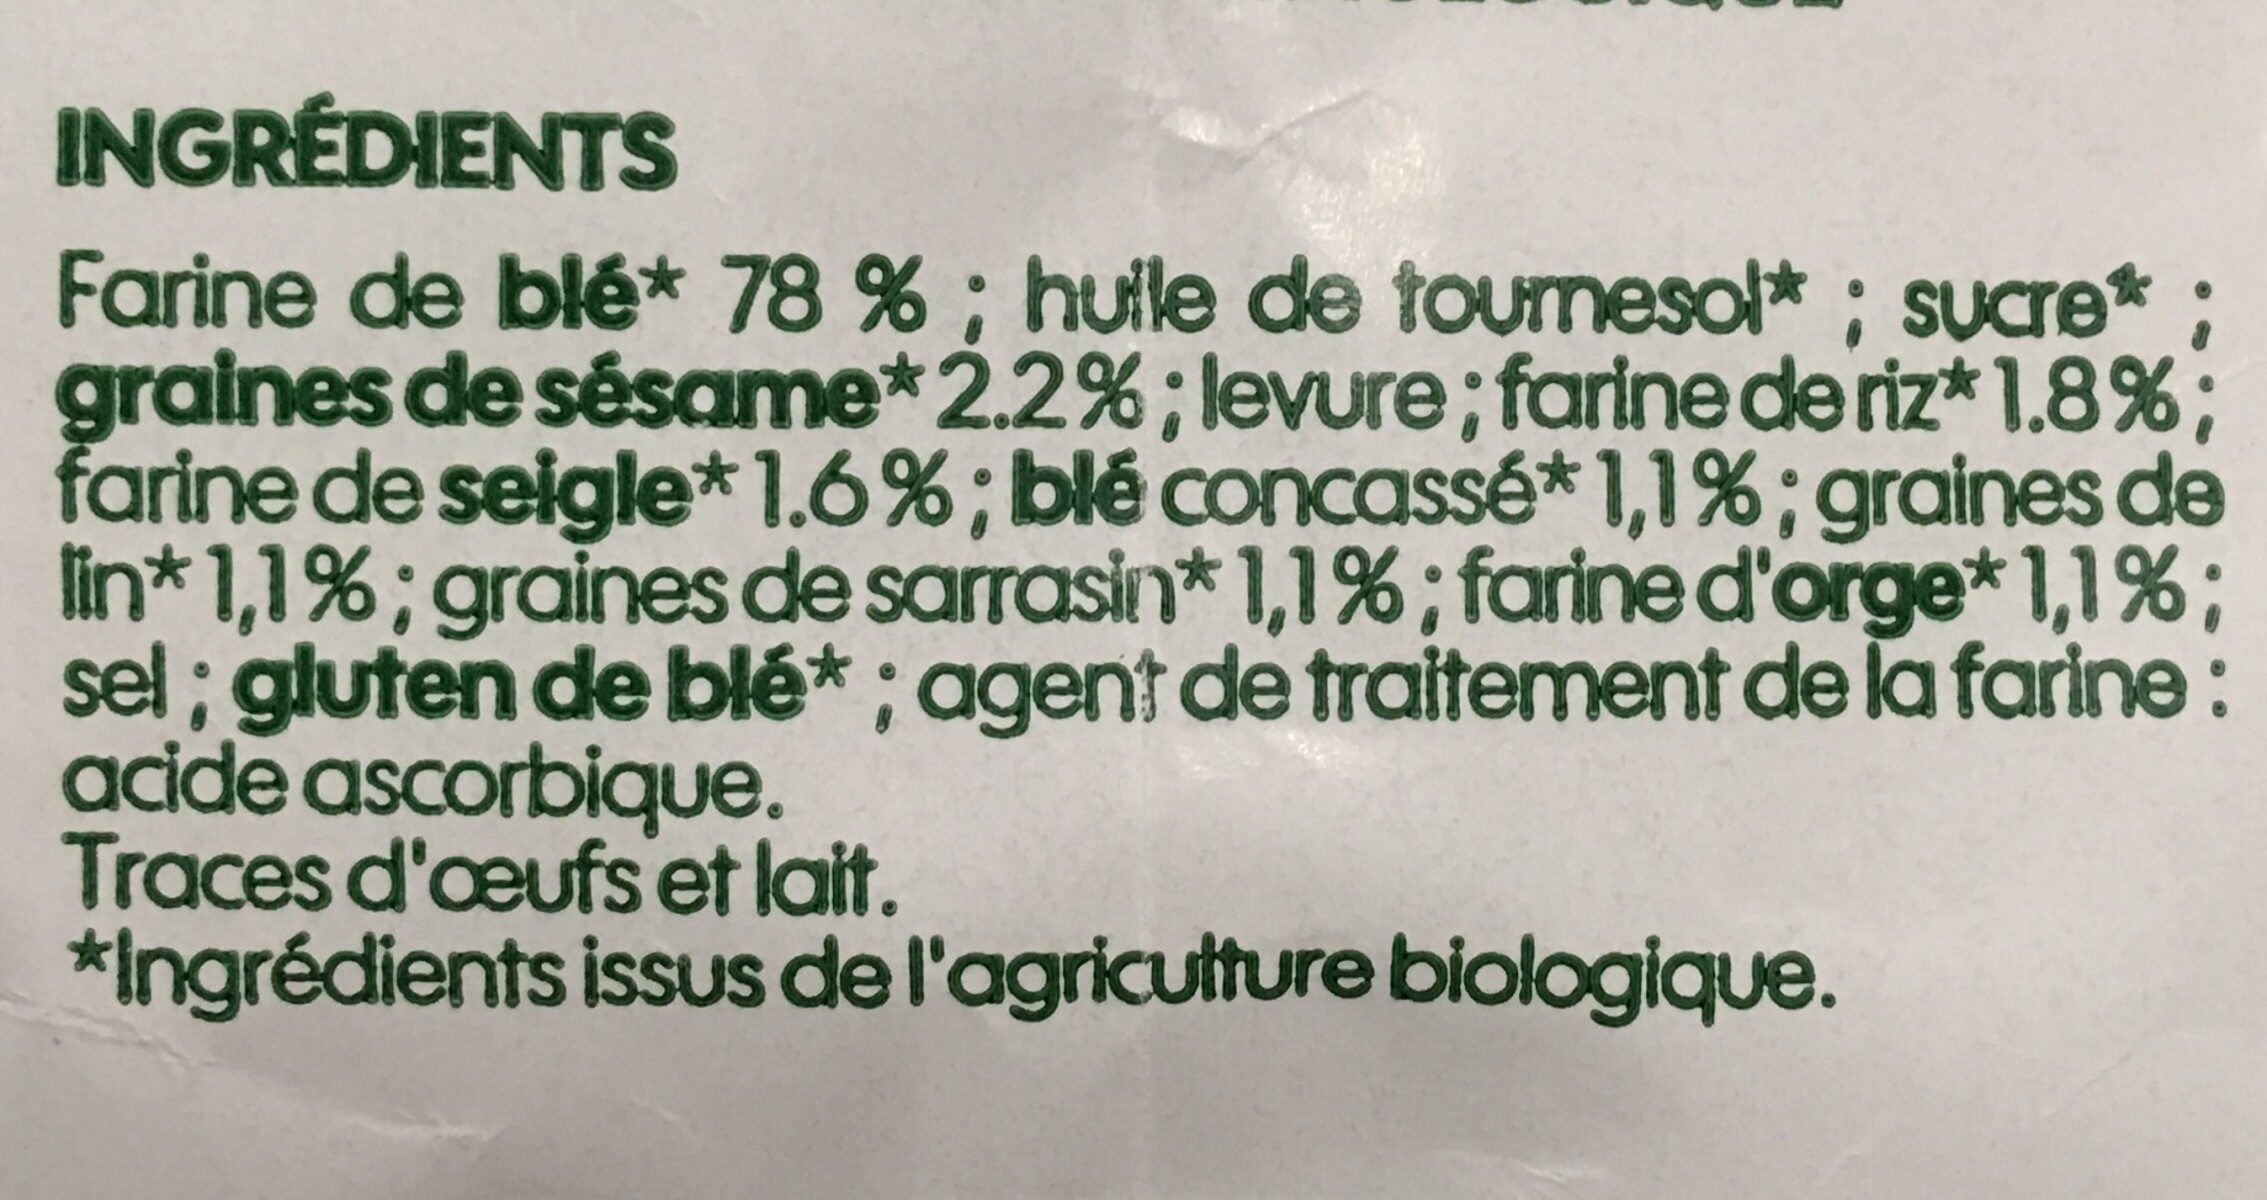 INGRÉDIENTS
Farine de blé* 78 % ; huile de tournesol* ; sucre* ;
graines de sésame* 2.2% ; levure ; farine de riz* 1.8% ;
farine de seigle* 1.6% ; blé concassé* 1,1% ; graines de
lin* 1,1% ; graines de sarrasin* 1,1% ; farine d'orge* 1,1% ;
sel ; gluten de blé* ; agent de traitement de la farine :
acide ascorbique.
Traces d'œufs et lait.
*Ingrédients issus de l'agriculture biologique.